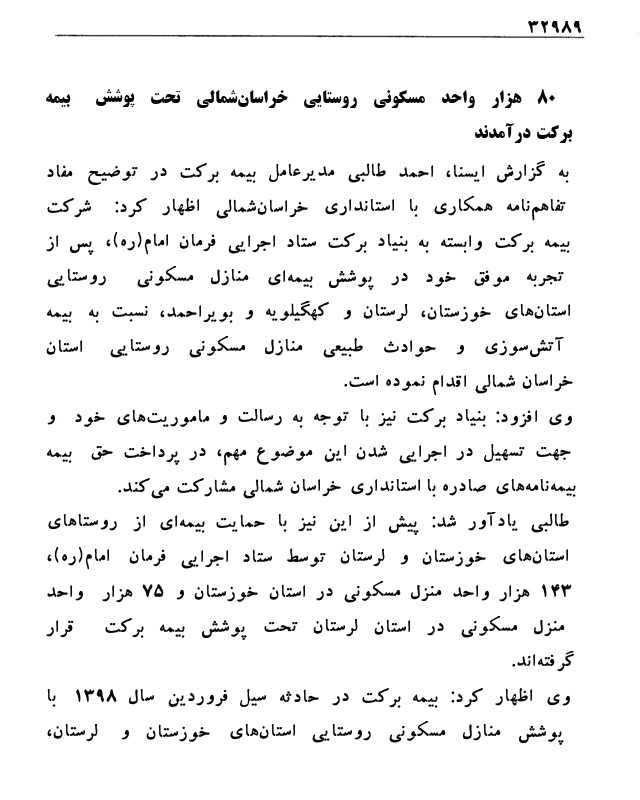 ۳۲۹۸۹
۸۰ هزار واحد مسکونی روستایی خراسان‌شمالی تحت پوشش بیمه
برکت درآمدند
به گزارش ایسنا، احمد طالبی مدیرعامل بیمه برکت در توضیح مفاد
تفاهم‌نامه همکاری با استانداری خراسان‌شمالی اظهار کرد: شرکت
بیمه برکت وابسته به بنیاد برکت ستاد اجرایی فرمان امام(ره)، پس از
تجربه موفق خود در پوشش بیمه‌ای منازل مسکونی روستایی
استان‌های خوزستان، لرستان و کهگیلویه و بویراحمد، نسبت به بیمه
آتش‌سوزی و حوادث طبیعی منازل مسکونی روستایی استان
خراسان شمالی اقدام نموده است.
وی افزود: بنیاد برکت نیز با توجه به رسالت و ماموریت‌های خود و
جهت تسهیل در اجرایی شدن این موضوع مهم، در پرداخت حق بیمه
بیمه‌نامه‌های صادره با استانداری خراسان شمالی مشارکت می‌کند.
طالبی یادآور شد: پیش از این نیز با حمایت بیمه‌ای از روستاهای
استان‌های خوزستان و لرستان توسط ستاد اجرایی فرمان امام(ره)،
۱۴۳ هزار واحد منزل مسکونی در استان خوزستان و ۷۵ هزار واحد
منزل مسکونی در استان لرستان تحت پوشش بیمه برکت قرار
گرفته‌اند.
وی اظهار کرد: بیمه برکت در حادثه سیل فروردین سال ۱۳۹۸ با
پوشش منازل مسکونی روستایی استان‌های خوزستان و لرستان،